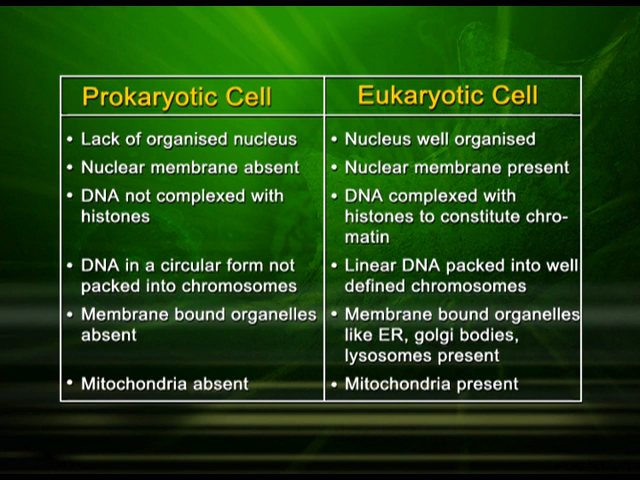 Prokaryotic Cell
Eukaryotic Cell
• Lack of organised nucleus
• Nucleus well organised
• Nuclear membrane absent
• Nuclear membrane present
• DNA not complexed with
histones
• DNA complexed with
histones to constitute chro-
matin
• DNA in a circular form not
packed into chromosomes
• Linear DNA packed into well
defined chromosomes
• Membrane bound organelles
absent
• Membrane bound organelles
like ER, golgi bodies,
lysosomes present
• Mitochondria absent
• Mitochondria present